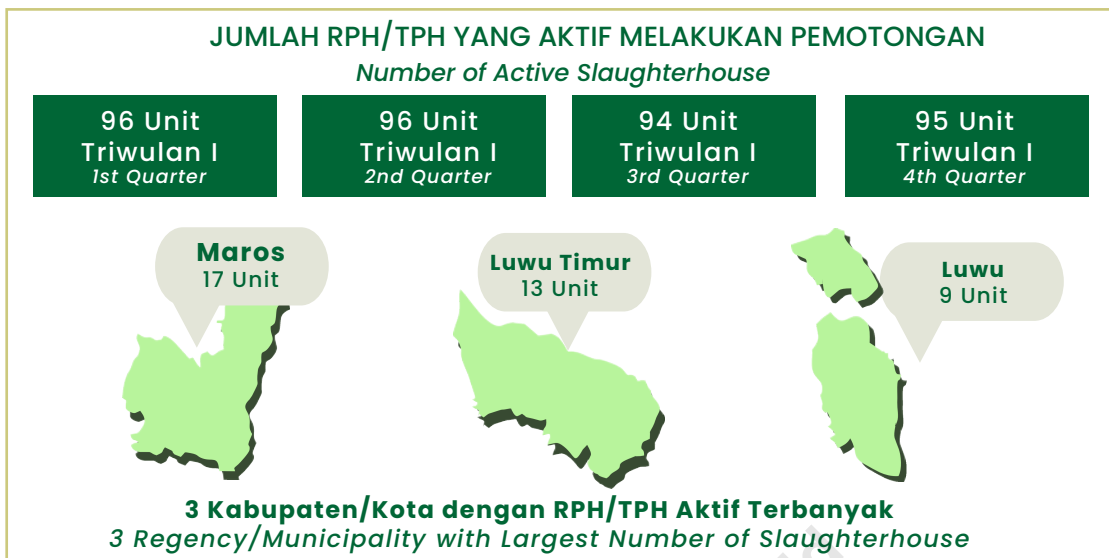 JUMLAH RPH/TPH YANG AKTIF MELAKUKAN PEMOTONGAN
Number of Active Slaughterhouse
96 Unit
Triwulan I
1st Quarter
96 Unit
Triwulan I
2nd Quarter
94 Unit
Triwulan I
3rd Quarter
95 Unit
Triwulan I
4th Quarter
Maros
17 Unit
Luwu Timur
13 Unit
Luwu
9 Unit
3 Kabupaten/Kota dengan RPH/TPH Aktif Terbanyak
3 Regency/Municipality with Largest Number of Slaughterhouse